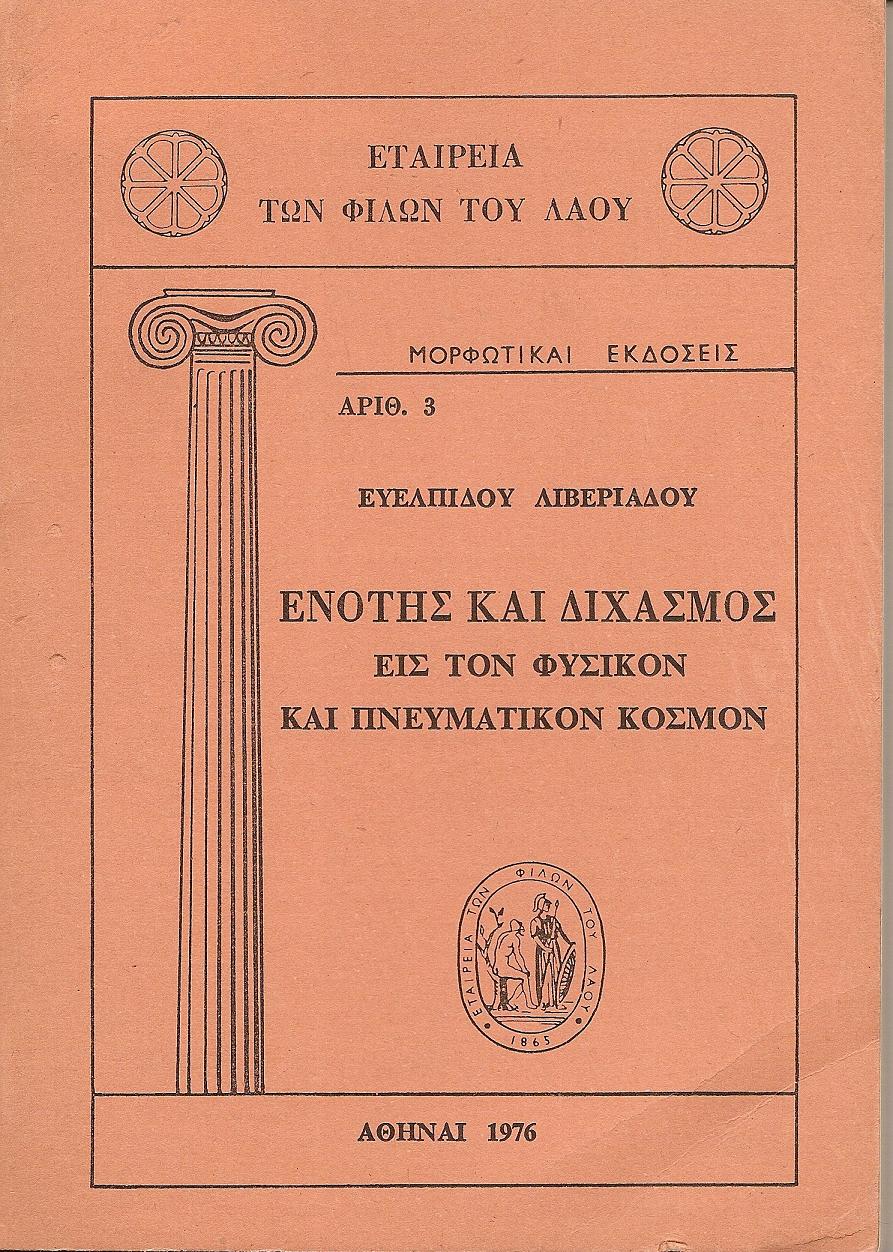 ΕΤΑΙΡΕΙΑ
ΤΩΝ ΦΙΛΩΝ ΤΟΥ ΛΑΟΥ
ΜΟΡΦΩΤΙΚΑΙ ΕΚΔΟΣΕΙΣ
ΑΡΙΘ. 3
ΕΥΕΛΠΙΔΟΥ ΛΙΒΕΡΙΑΔΟΥ
ΕΝΟΤΗΣ ΚΑΙ ΔΙΧΑΣΜΟΣ
ΕΙΣ ΤΟΝ ΦΥΣΙΚΟΝ
ΚΑΙ ΠΝΕΥΜΑΤΙΚΟΝ ΚΟΣΜΟΝ
ΕΤΑΙΡΕΙΑ ΤΩΝ ΦΙΛΩΝ ΤΟΥ ΛΑΟΥ
1865
ΑΘΗΝΑΙ 1976